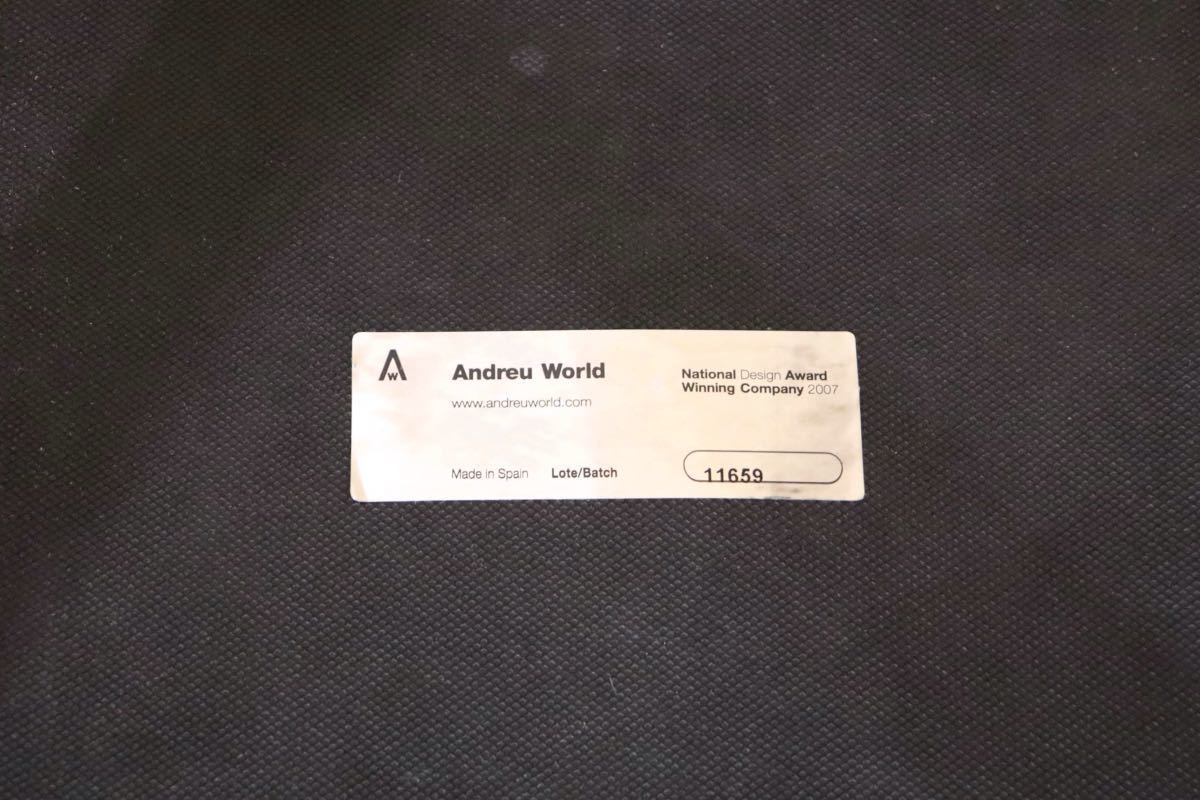 AW
Andreu World
www.andreuworld.com
National Design Award
Winning Company 2007
Made in Spain Lote/Batch 11659